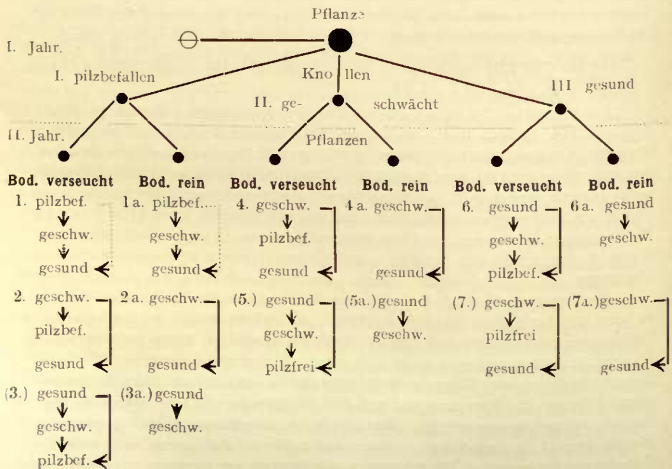 Pflanze
I. Jahr.
I. pilzbefallen Knollen III gesund
II. ge- schwächt
II. Jahr. Pflanzen
Bod. verseucht Bod. rein Bod. verseucht Bod. rein Bod. verseucht Bod. rein
1. pilzbef. 1a. pilzbef.... 4. geschw. 4a. geschw. 6. gesund 6a. gesund
geschw. geschw. pilzbef. geschw. geschw.
gesund gesund gesund gesund pilzbef.
2. geschw. 2a. geschw. (5.) gesund (5a.) gesund (7.) geschw. (7a.) geschw.
pilzbef. geschw. geschw. pilzfrei
gesund gesund pilzfrei gesund gesund
(3.) gesund (3a.) gesund
geschw. geschw.
pilzbef.